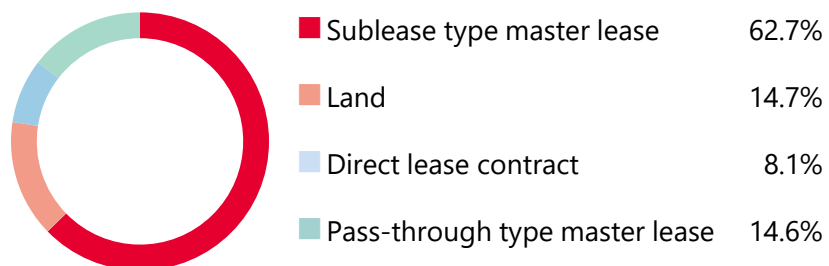 Sublease type master lease 62.7%
Land 14.7%
Direct lease contract 8.1%
Pass-through type master lease 14.6%